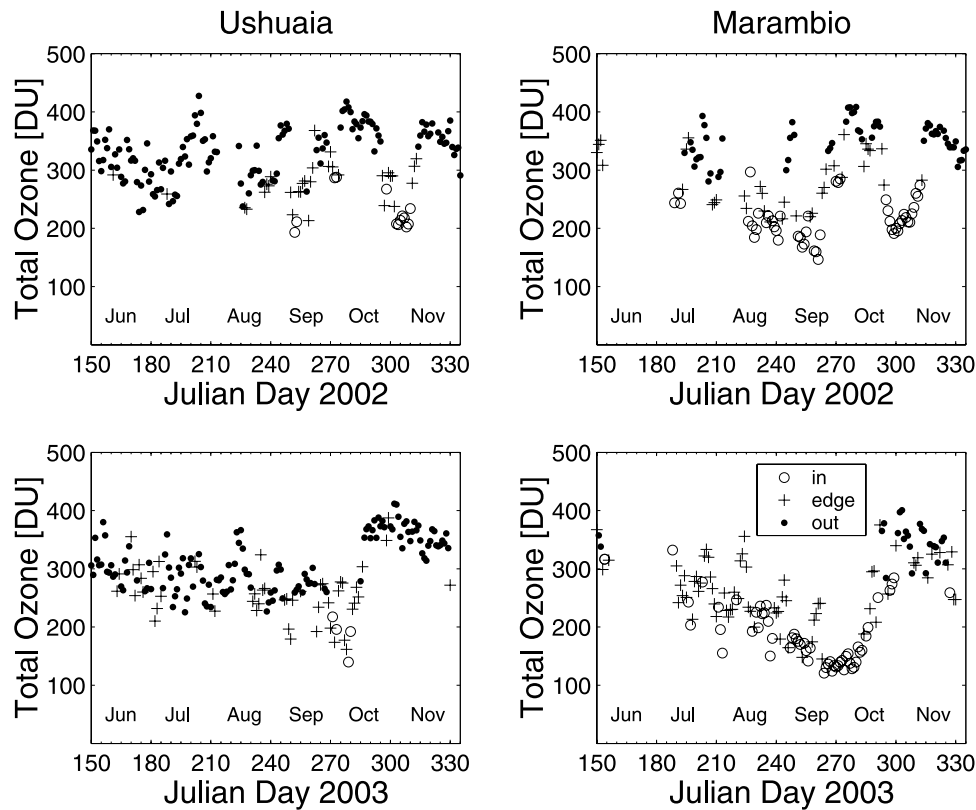 Ushuaia
Marambio
500
400
300
200
100
Total Ozone [DU]
Jun Jul Aug Sep Oct Nov
150 180 210 240 270 300 330
Julian Day 2002
500
400
300
200
100
Total Ozone [DU]
Jun Jul Aug Sep Oct Nov
150 180 210 240 270 300 330
Julian Day 2002
500
400
300
200
100
Total Ozone [DU]
Jun Jul Aug Sep Oct Nov
150 180 210 240 270 300 330
Julian Day 2003
500
400
300
200
100
Total Ozone [DU]
in
edge
out
Jun Jul Aug Sep Oct Nov
150 180 210 240 270 300 330
Julian Day 2003